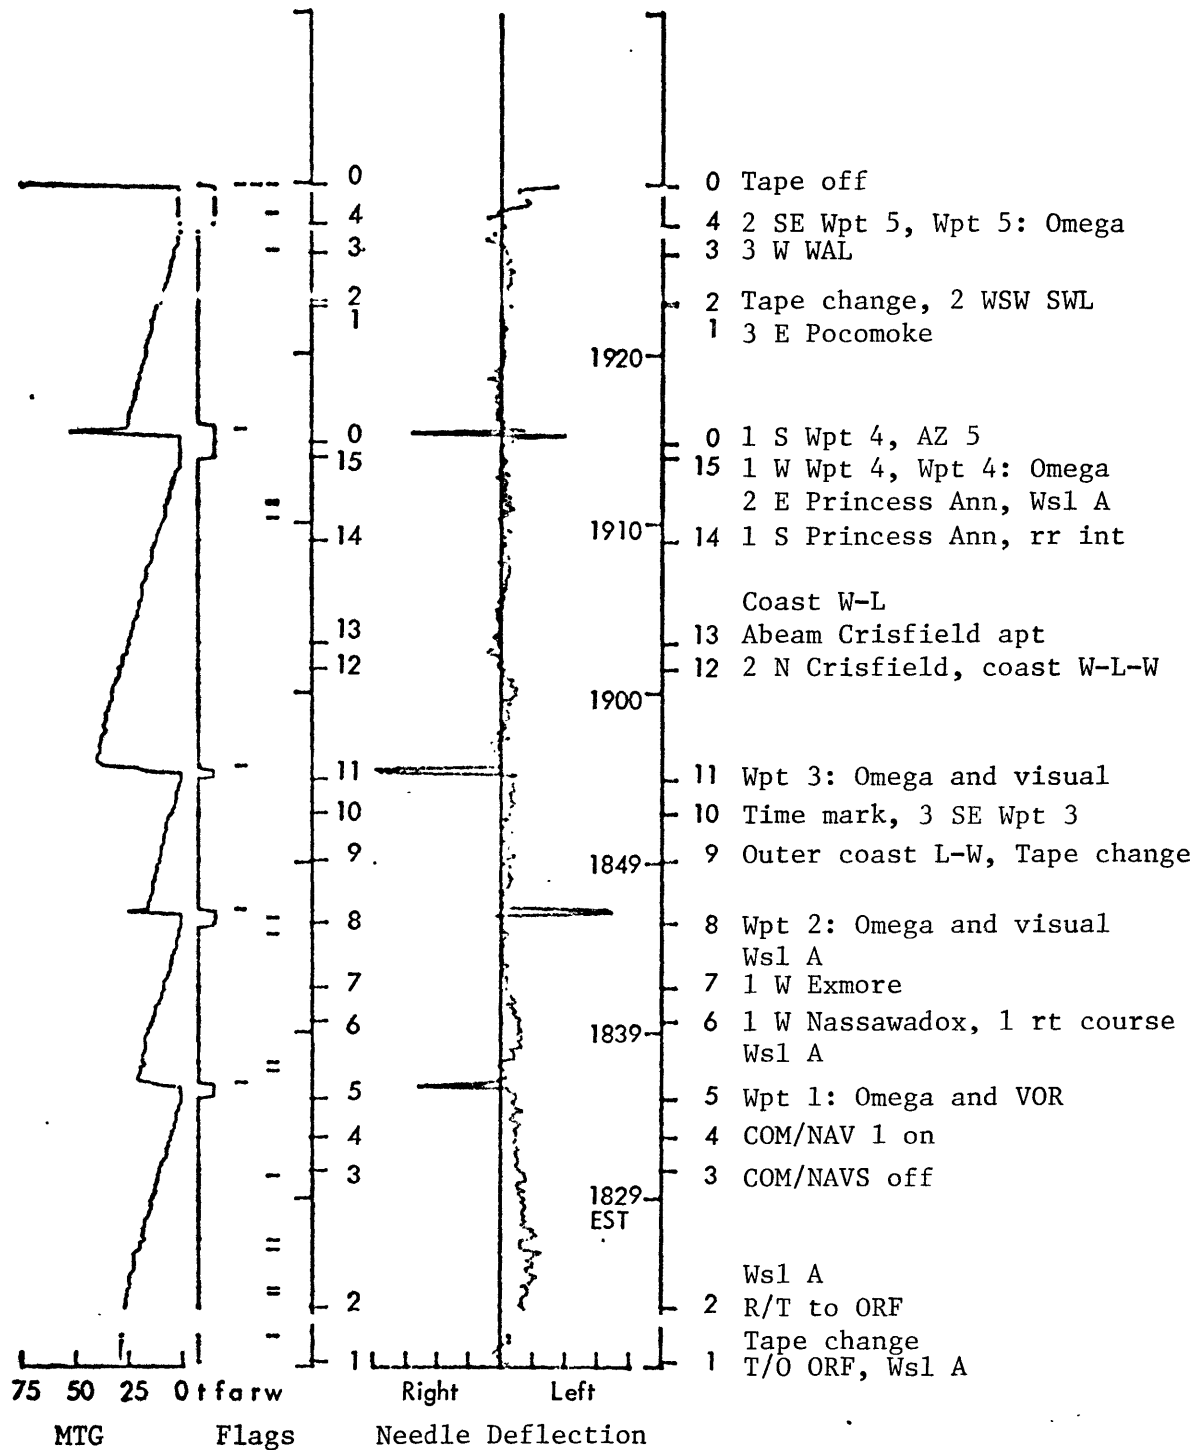 0 0 Tape off
4 4 2 SE Wpt 5, Wpt 5: Omega
3 3 3 W WAL
2 2 Tape change, 2 WSW SWL
1 1 3 E Pocomoke
1920
0 0 1 S Wpt 4, AZ 5
15 15 1 W Wpt 4, Wpt 4: Omega
2 E Princess Ann, Wsl A
1910
14 14 1 S Princess Ann, rr int
Coast W-L
13 13 Abeam Crisfield apt
12 12 2 N Crisfield, coast W-L-W
1900
11 11 Wpt 3: Omega and visual
10 10 Time mark, 3 SE Wpt 3
9 1849 9 Outer coast L-W, Tape change
8 8 Wpt 2: Omega and visual
Wsl A
7 7 1 W Exmore
6 6 1 W Nassawadox, 1 rt course
1839
Wsl A
5 5 Wpt 1: Omega and VOR
4 4 COM/NAV 1 on
3 3 COM/NAVS off
1829
EST
Wsl A
2 2 R/T to ORF
Tape change
1 1 T/O ORF, Wsl A
75 50 25 0 t f a r w Right Left
MTG Flags Needle Deflection